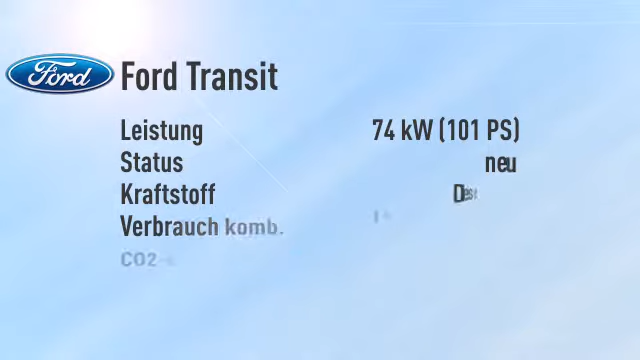 Ford
Ford Transit
Leistung 74 kW (101 PS)
Status neu
Kraftstoff
Verbrauch komb.
CO2